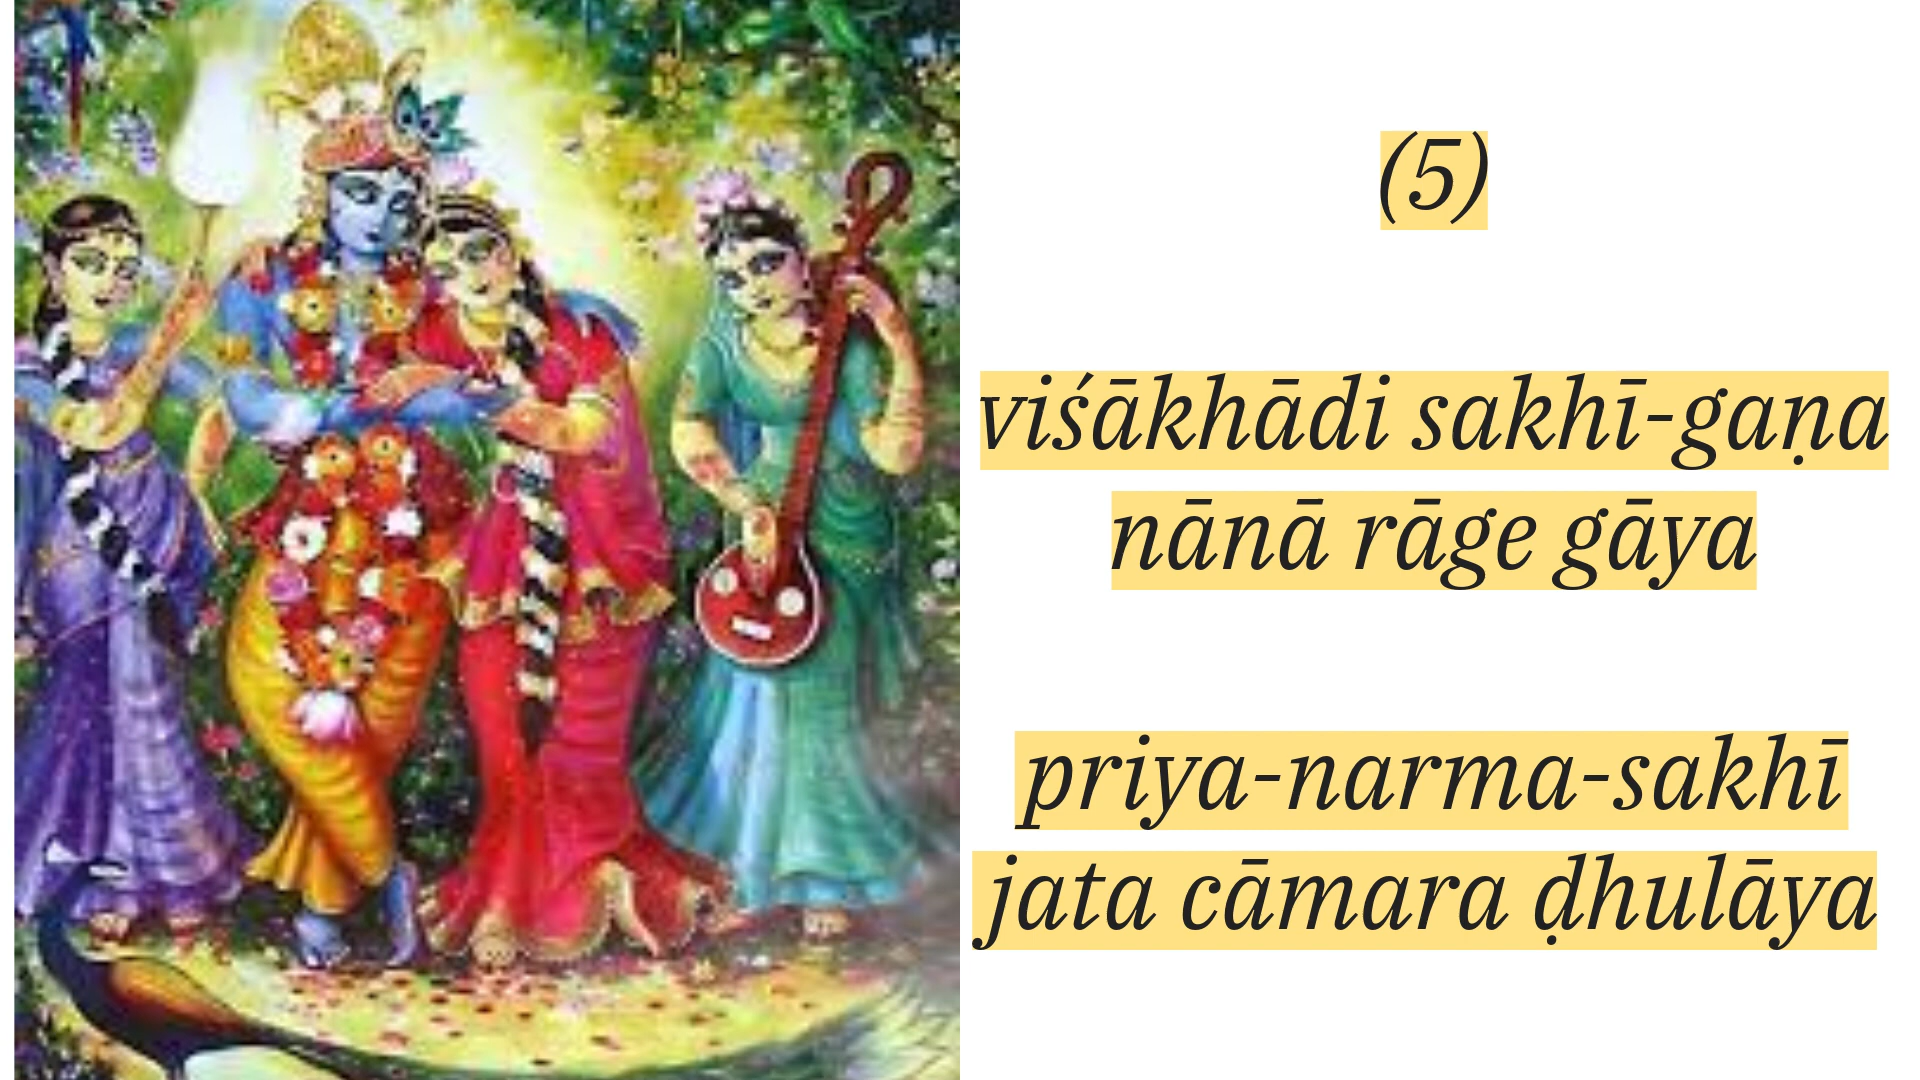 (5)
viśākhādi sakhī-gaṇa
nānā rāge gāya
priya-narma-sakhī
jata cāmara ḍhulāya